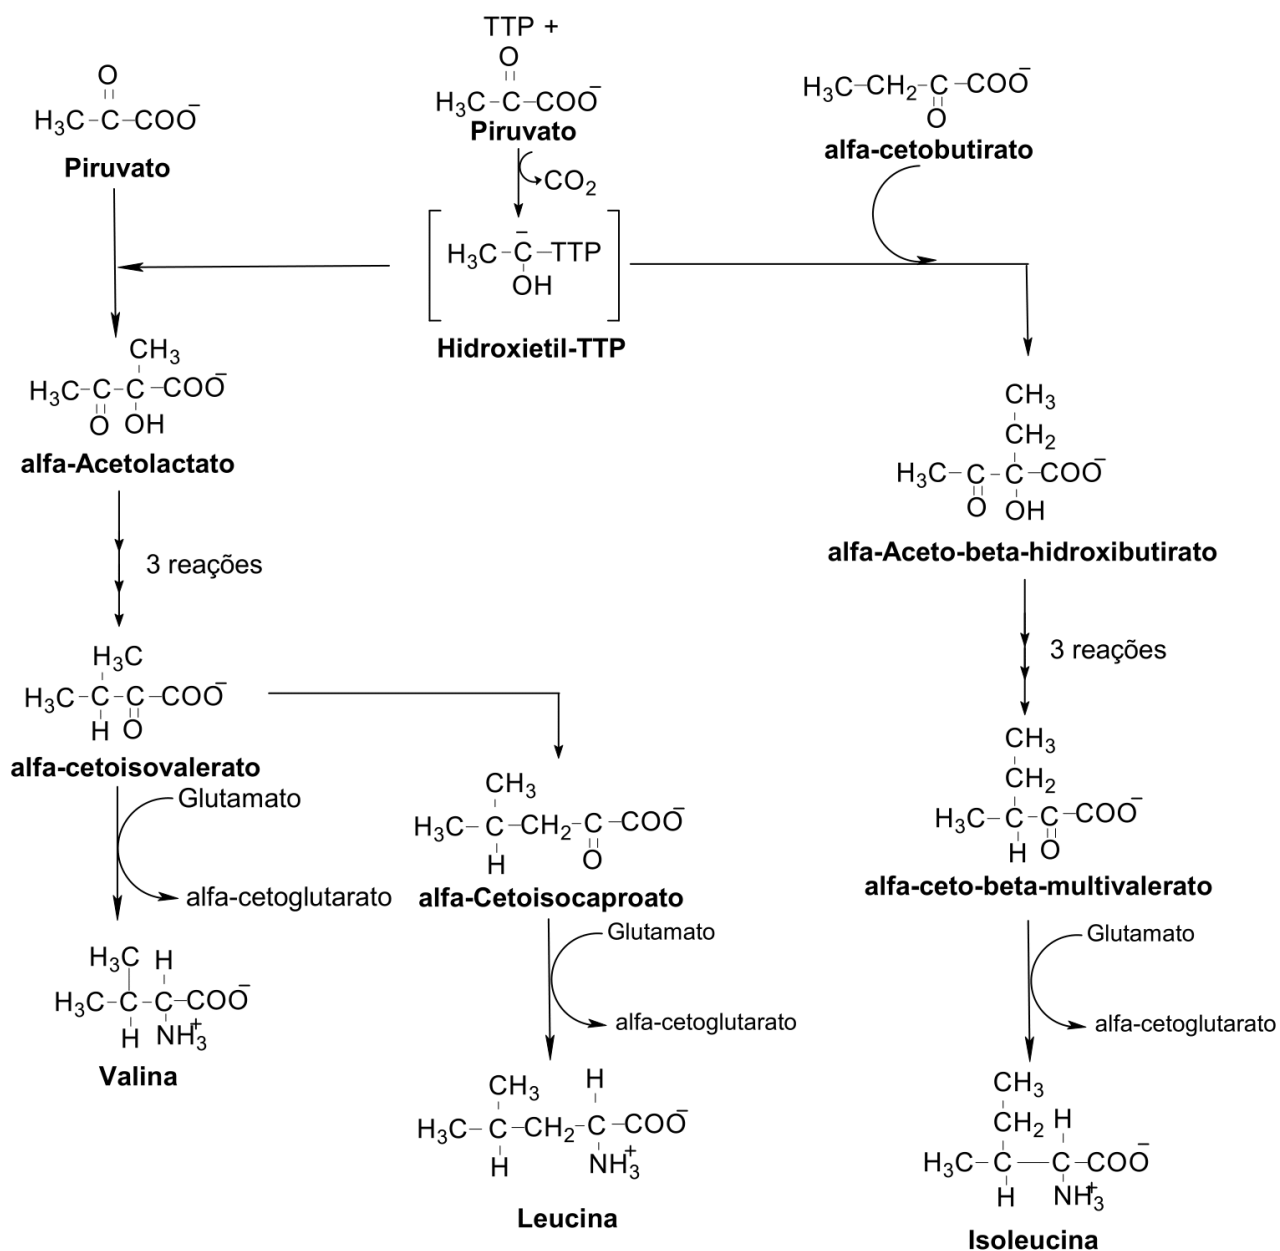 TTP +
O
H₃C-C-COO⁻
Piruvato
O
H₃C-C-COO⁻
Piruvato
H₃C-CH₂-C-COO⁻
O
alfa-cetobutirato
CO₂
H₃C-C⁻-TTP
OH
Hidroxietil-TTP
CH₃
H₃C-C-C-COO⁻
O OH
alfa-Acetolactato
CH₃
CH₂
H₃C-C-C-COO⁻
O OH
alfa-Aceto-beta-hidroxibutirato
3 reações
3 reações
H₃C
H₃C-C-C-COO⁻
H O
alfa-cetoisovalerato
CH₃
H₃C-C-CH₂-C-COO⁻
H O
alfa-Cetoisocaproato
CH₃
CH₂
H₃C-C-C-COO⁻
H O
alfa-ceto-beta-multivalerato
Glutamato
alfa-cetoglutarato
Glutamato
alfa-cetoglutarato
Glutamato
alfa-cetoglutarato
H₃C H
H₃C-C-C-COO⁻
H NH₃⁺
Valina
CH₃ H
H₃C-C-CH₂-C-COO⁻
H NH₃⁺
Leucina
CH₃
CH₂ H
H₃C-C—C-COO⁻
H NH₃⁺
Isoleucina